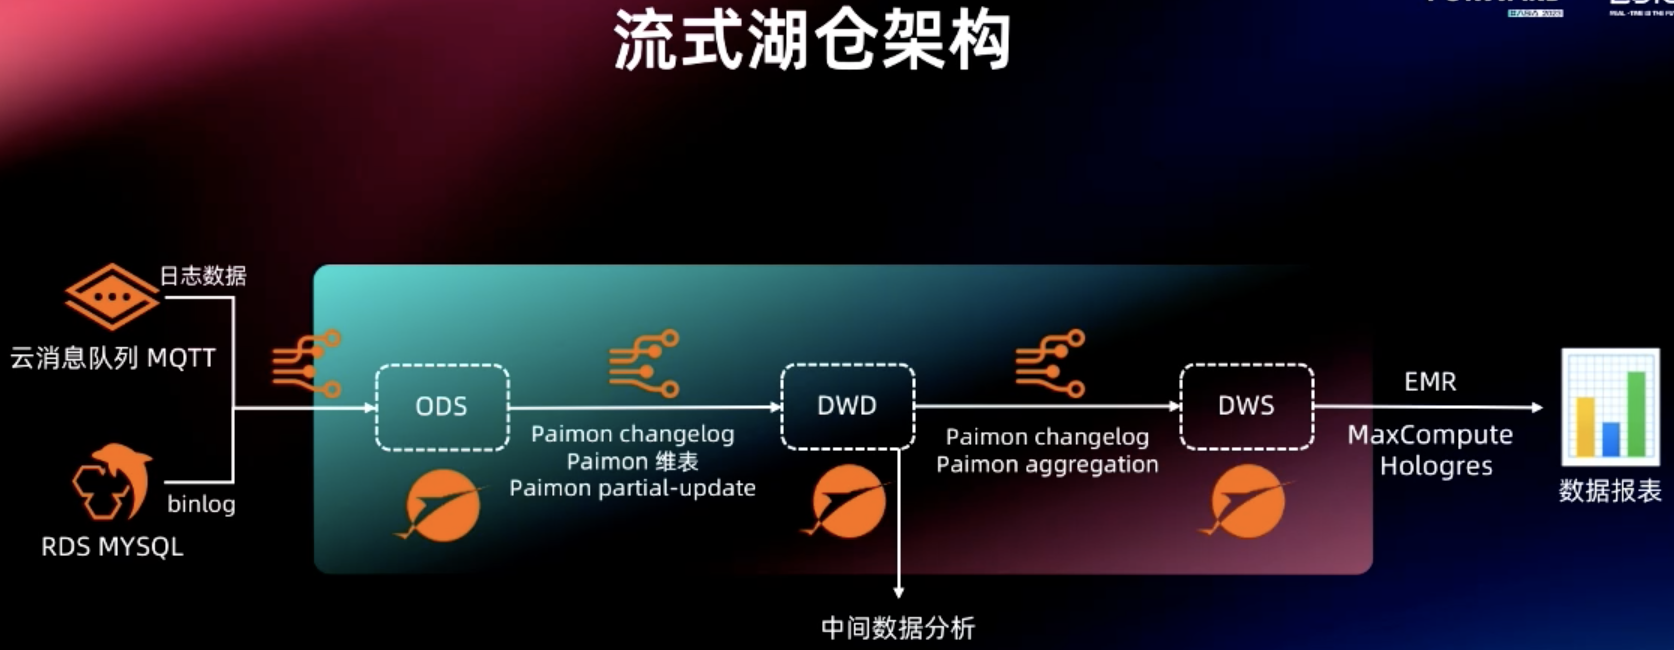 流式湖仓架构
#ASIA 2023
日志数据
云消息队列 MQTT
binlog
RDS MYSQL
ODS
Paimon changelog
Paimon 维表
Paimon partial-update
DWD
中间数据分析
Paimon changelog
Paimon aggregation
DWS
EMR
MaxCompute
Hologres
数据报表